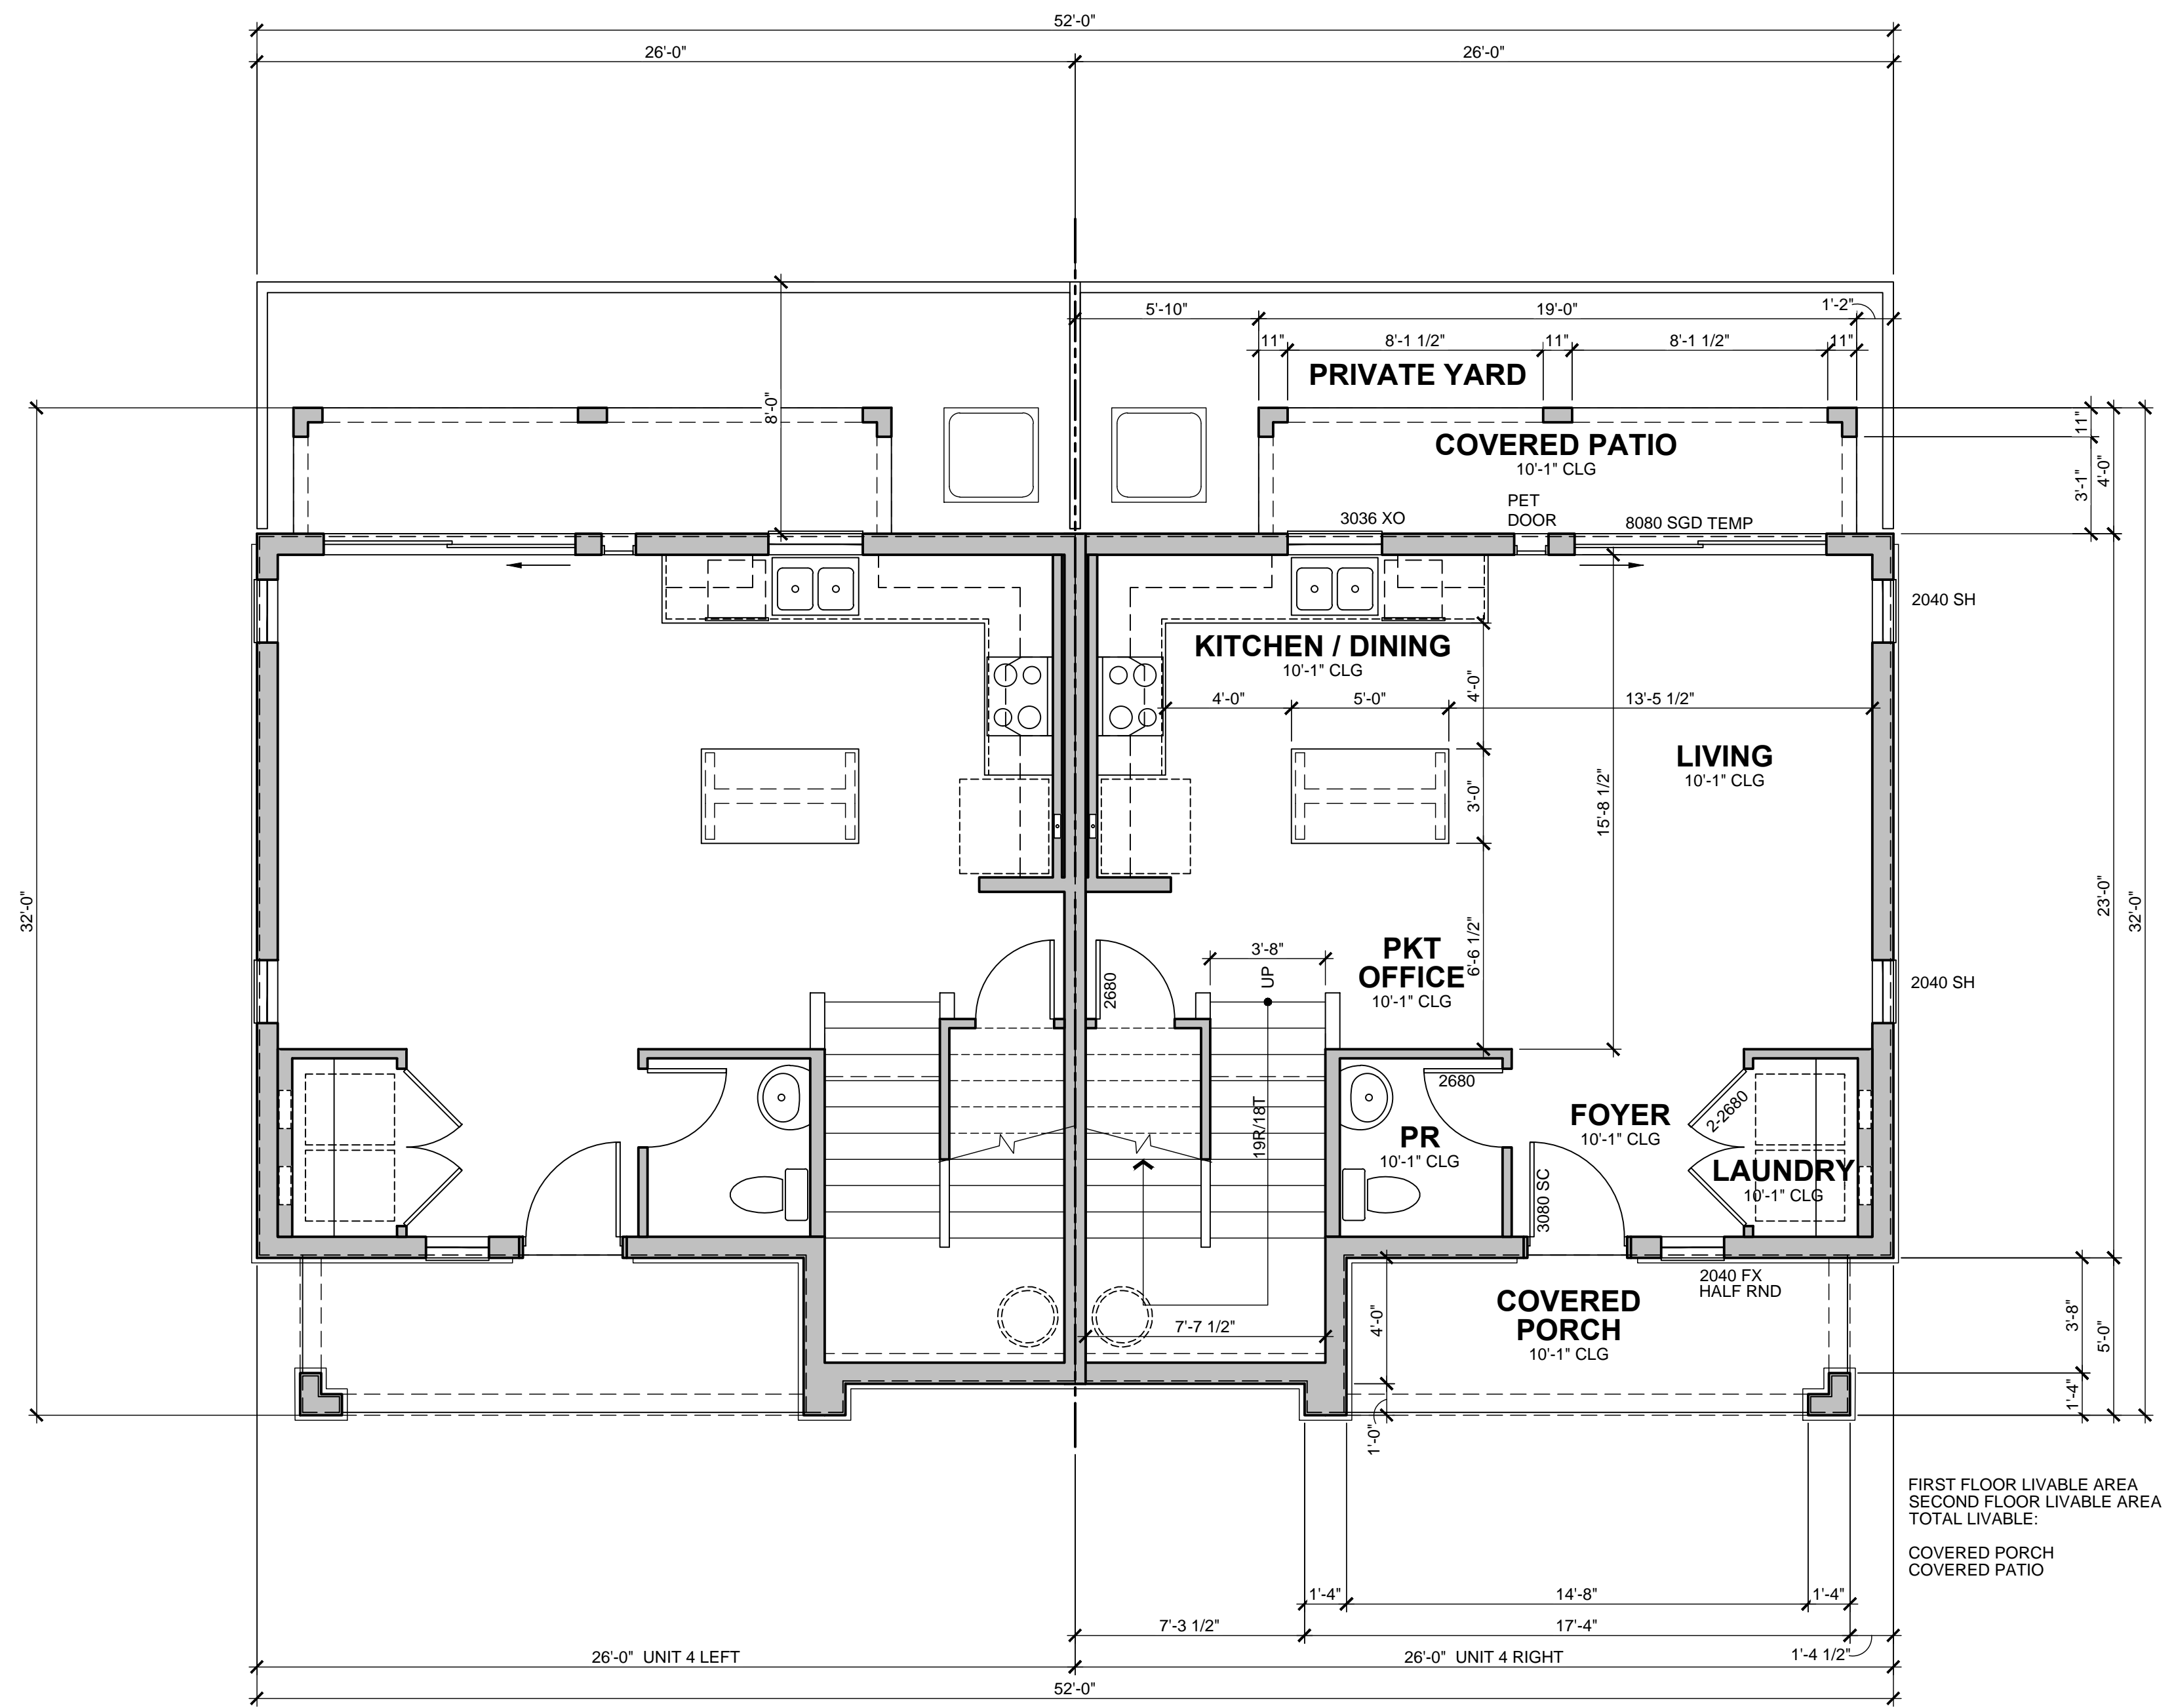 52'-0"
26'-0"
26'-0"
5'-10"
19'-0"
1'-2"
11"
8'-1 1/2"
11"
8'-1 1/2"
11"
PRIVATE YARD
8'-0"
COVERED PATIO
10'-1" CLG
11"
3'-1"
4'-0"
PET
DOOR
3036 XO
8080 SGD TEMP
2040 SH
KITCHEN / DINING
10'-1" CLG
4'-0"
5'-0"
4'-0"
13'-5 1/2"
LIVING
10'-1" CLG
3'-0"
15'-8 1/2"
32'-0"
23'-0"
32'-0"
PKT
OFFICE
10'-1" CLG
6'-6 1/2"
3'-8"
UP
2680
2040 SH
19R/18T
2680
PR
10'-1" CLG
FOYER
10'-1" CLG
2-2680
LAUNDRY
10'-1" CLG
3080 SC
2040 FX
HALF RND
COVERED
PORCH
10'-1" CLG
7'-7 1/2"
4'-0"
1'-0"
3'-8"
5'-0"
1'-4"
FIRST FLOOR LIVABLE AREA
SECOND FLOOR LIVABLE AREA
TOTAL LIVABLE:
COVERED PORCH
COVERED PATIO
1'-4"
14'-8"
1'-4"
7'-3 1/2"
17'-4"
1'-4 1/2"
26'-0" UNIT 4 LEFT
26'-0" UNIT 4 RIGHT
52'-0"